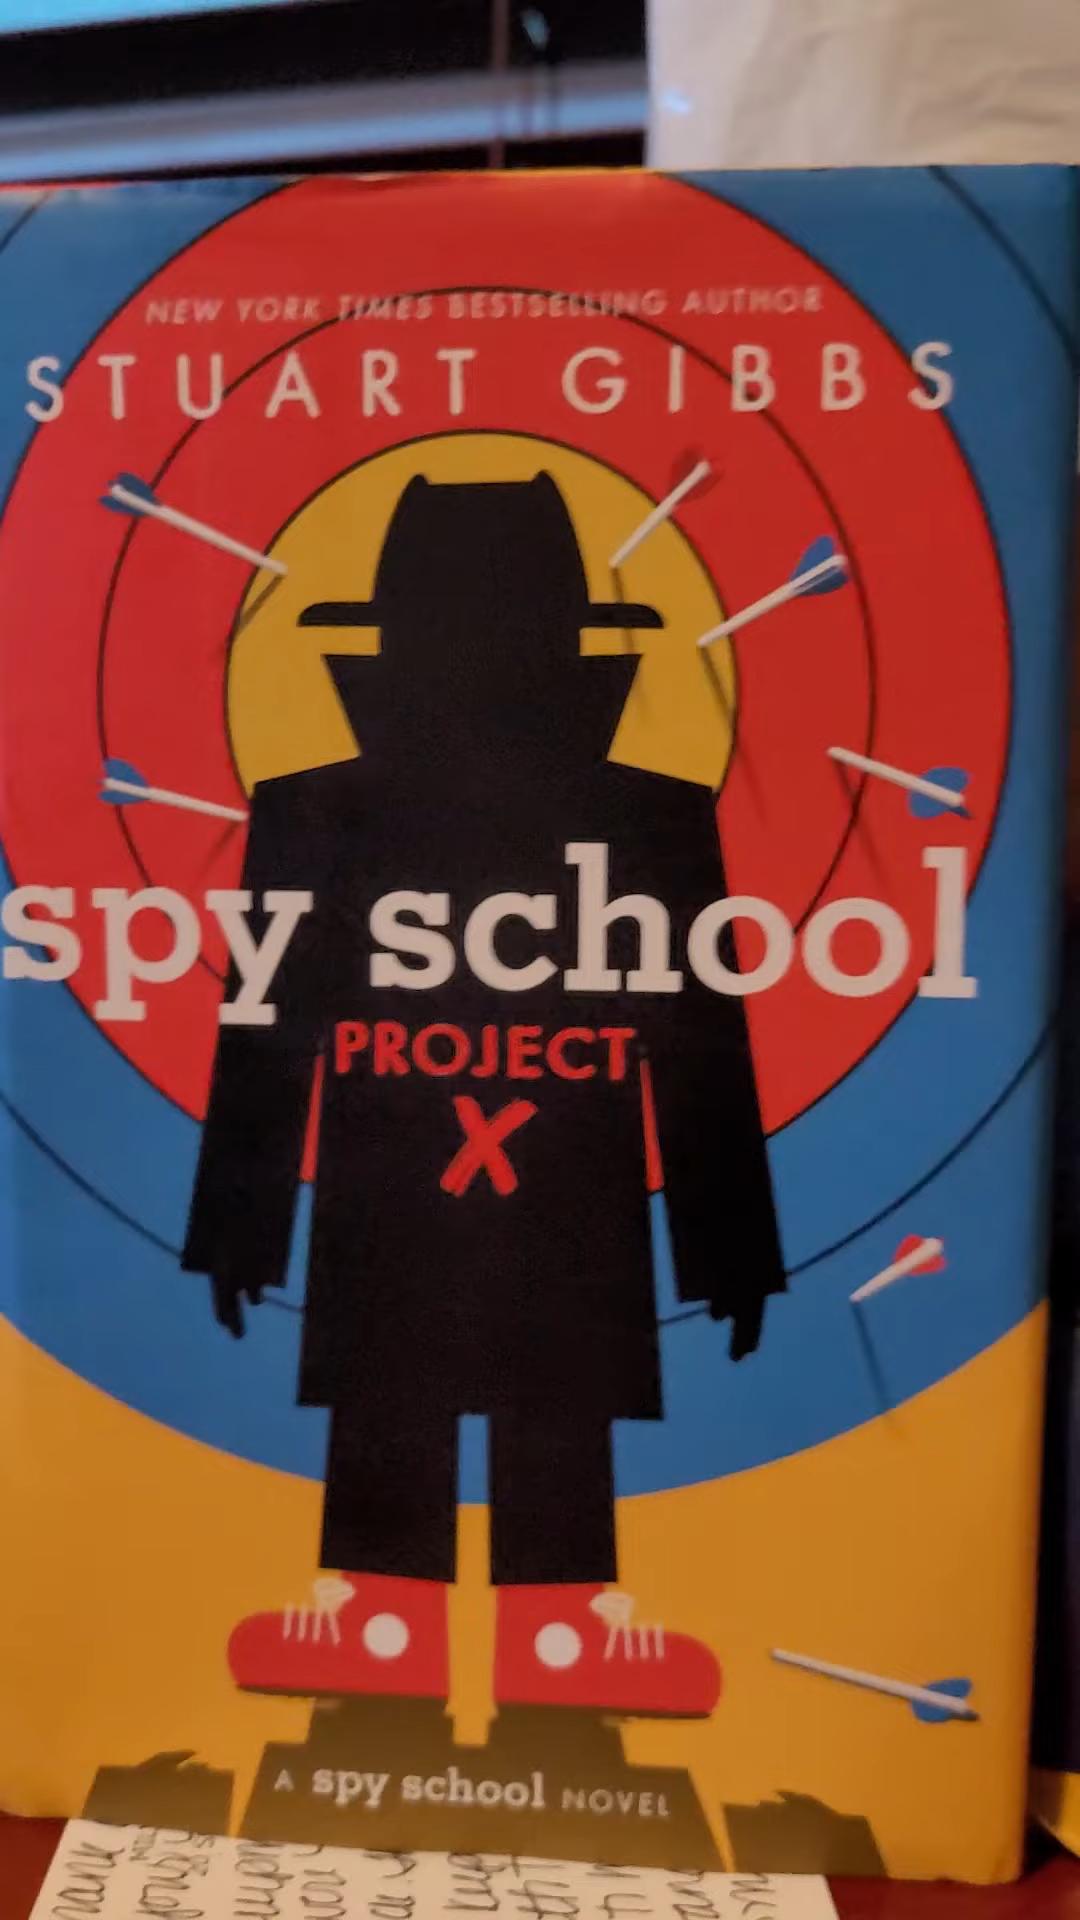 NEW YORK TIMES BESTSELLING AUTHOR
STUART GIBBS
spy school
PROJECT
X
A spy school NOVEL